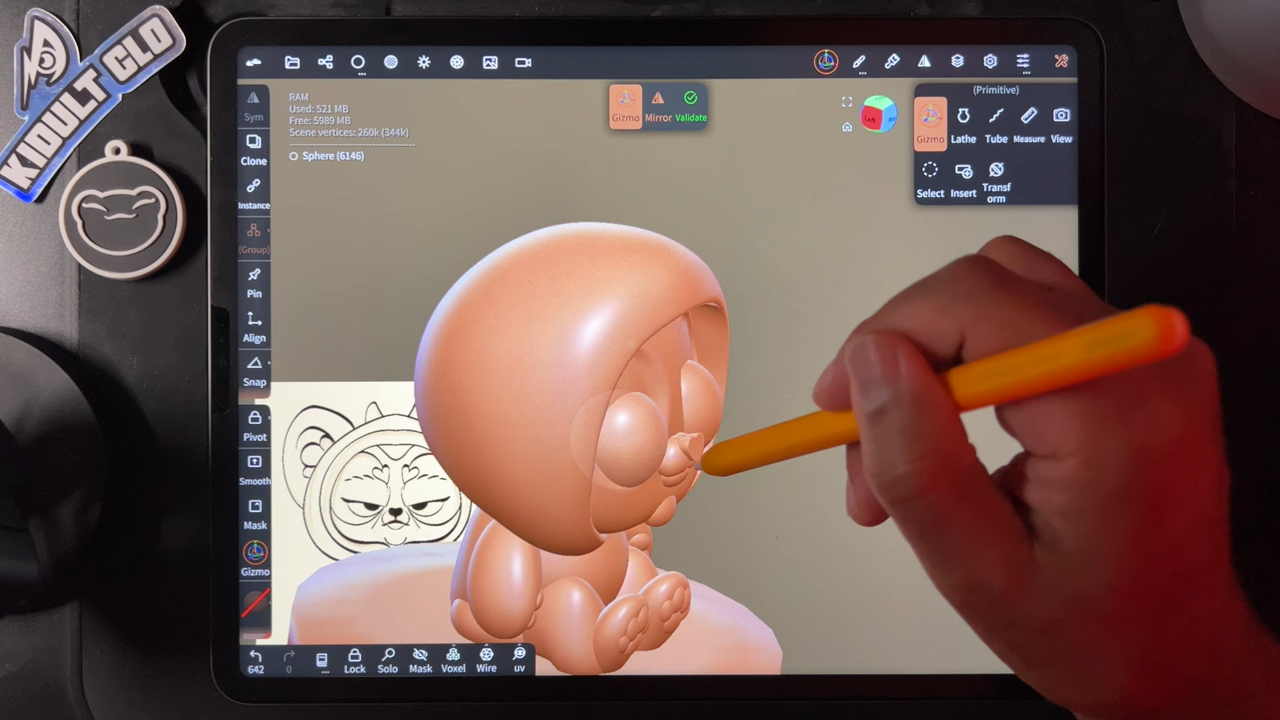 KIDULT CLO
RAM
Used: 521 MB
Free: 5989 MB
Scene vertices: 260k (344k)
Sphere (6146)
Gizmo
Mirror
Validate
Left
(Primitive)
Gizmo
Lathe
Tube
Measure
View
Select
Insert
Transf
orm
Sym
Clone
Instance
(Group)
Pin
Align
Snap
Pivot
Smooth
Mask
Gizmo
642
0
Lock
Solo
Mask
Voxel
Wire
uv